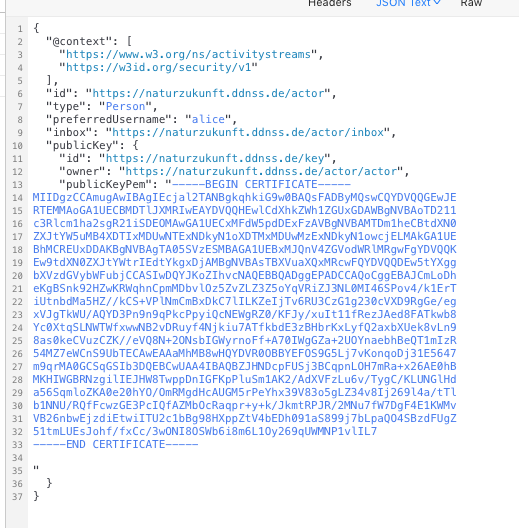 Headers JSON Text Raw
1 {
2 "@context": [
3 "https://www.w3.org/ns/activitystreams",
4 "https://w3id.org/security/v1"
5 ],
6 "id": "https://naturzukunft.ddnss.de/actor",
7 "type": "Person",
8 "preferredUsername": "alice",
9 "inbox": "https://naturzukunft.ddnss.de/actor/inbox",
10 "publicKey": {
11 "id": "https://naturzukunft.ddnss.de/key",
12 "owner": "https://naturzukunft.ddnss.de/actor/actor",
13 "publicKeyPem": "-----BEGIN CERTIFICATE-----
14 MIIDgzCCAmugAwIBAgIEcjal2TANBgkqhkiG9w0BAQsFADByMQswCQYDVQQGEwJE
15 RTEMMAoGA1UECBMDTlJXMRIwEAYDVQQHEwlCdXhkZWh1ZGUxGDAWBgNVBAoTD211
16 c3Rlcm1ha2sgR21iSDEOMAwGA1UECxMFdW5pdDExFzAVBgNVBAMTDm1heCBtdXN0
17 ZXJtYW5uMB4XDTIxMDUwNTExNDkyN1oXDTMxMDUwMzExNDkyN1owcjELMAkGA1UE
18 BhMCREUxDDAKBgNVBAgTA05SVzESMBAGA1UEBxMJQnV4ZGVodWRlMRgwFgYDVQQK
19 Ew9tdXN0ZXJtYWtrIEdtYkgxDjAMBgNVBAsTBXVuaXQxMRcwFQYDVQQDEw5tYXgg
20 bXVzdGVybWFubjCCASIwDQYJKoZIhvcNAQEBBQADggEPADCCAQoCggEBAJCmLoDh
21 eKgBSnk92HZwKRWqhnCpmMDbvlOz5ZvZLZ3Z5oYqVRiZJ3NL0MI46SPov4/k1ErT
22 iUtnbdMa5HZ//kCS+VPlNmCmBxDkC7lILKZeIjTv6RU3CzG1g230cVXD9RgGe/eg
23 xVJgTkWU/AQYD3Pn9n9qPkcPpyiQcNEWgRZ0/KFJy/xuIt11fRezJAed8FATkwb8
24 Yc0XtqSLNWTWfxwwNB2vDRuyf4Njkiu7ATfkbdE3zBHbrKxLyfQ2axbXUek8vLn9
25 8as0keCVuzCZK//eVQ8N+2ONsbIGWyrnoFf+A70IWgGZa+2UOYnaebhBeQT1mIzR
26 54MZ7eWCnS9UbTECAwEAAaMhMB8wHQYDVR0OBBYEFOS9G5Lj7vKonqoDj31E5647
27 m9qrMA0GCSqGSIb3DQEBCwUAA4IBAQBZJHNDcpFUSj3BCqpnLOH7mRa+x26AE0hB
28 MKHIWGBRNzgilIEJHW8TwppDnIGFKpPluSm1AK2/AdXVFzLu6v/TygC/KLUNGlHd
29 a56SqmloZKA0e20hYO/OmRMgdHcAUGM5rPeYhx39V83o5gLZ34v8Ij269l4a/tTl
30 b1NNU/RQfFcwzGE3PcIQfAZMbOcRaqpr+y+k/JkmtRPJR/2MNu7fW7DgF4E1KWMv
31 VB26nbwEjzdiEtwiITU2c1bBg98HXppZtV4bEDh091aS899j7bLpaQO4SBzdFUgZ
32 51tmLUEsJohf/fxCc/3wONI8OSWb6i8m6L1Oy269qUWMNP1vlIL7
33 -----END CERTIFICATE-----
34
35 "
36 }
37 }